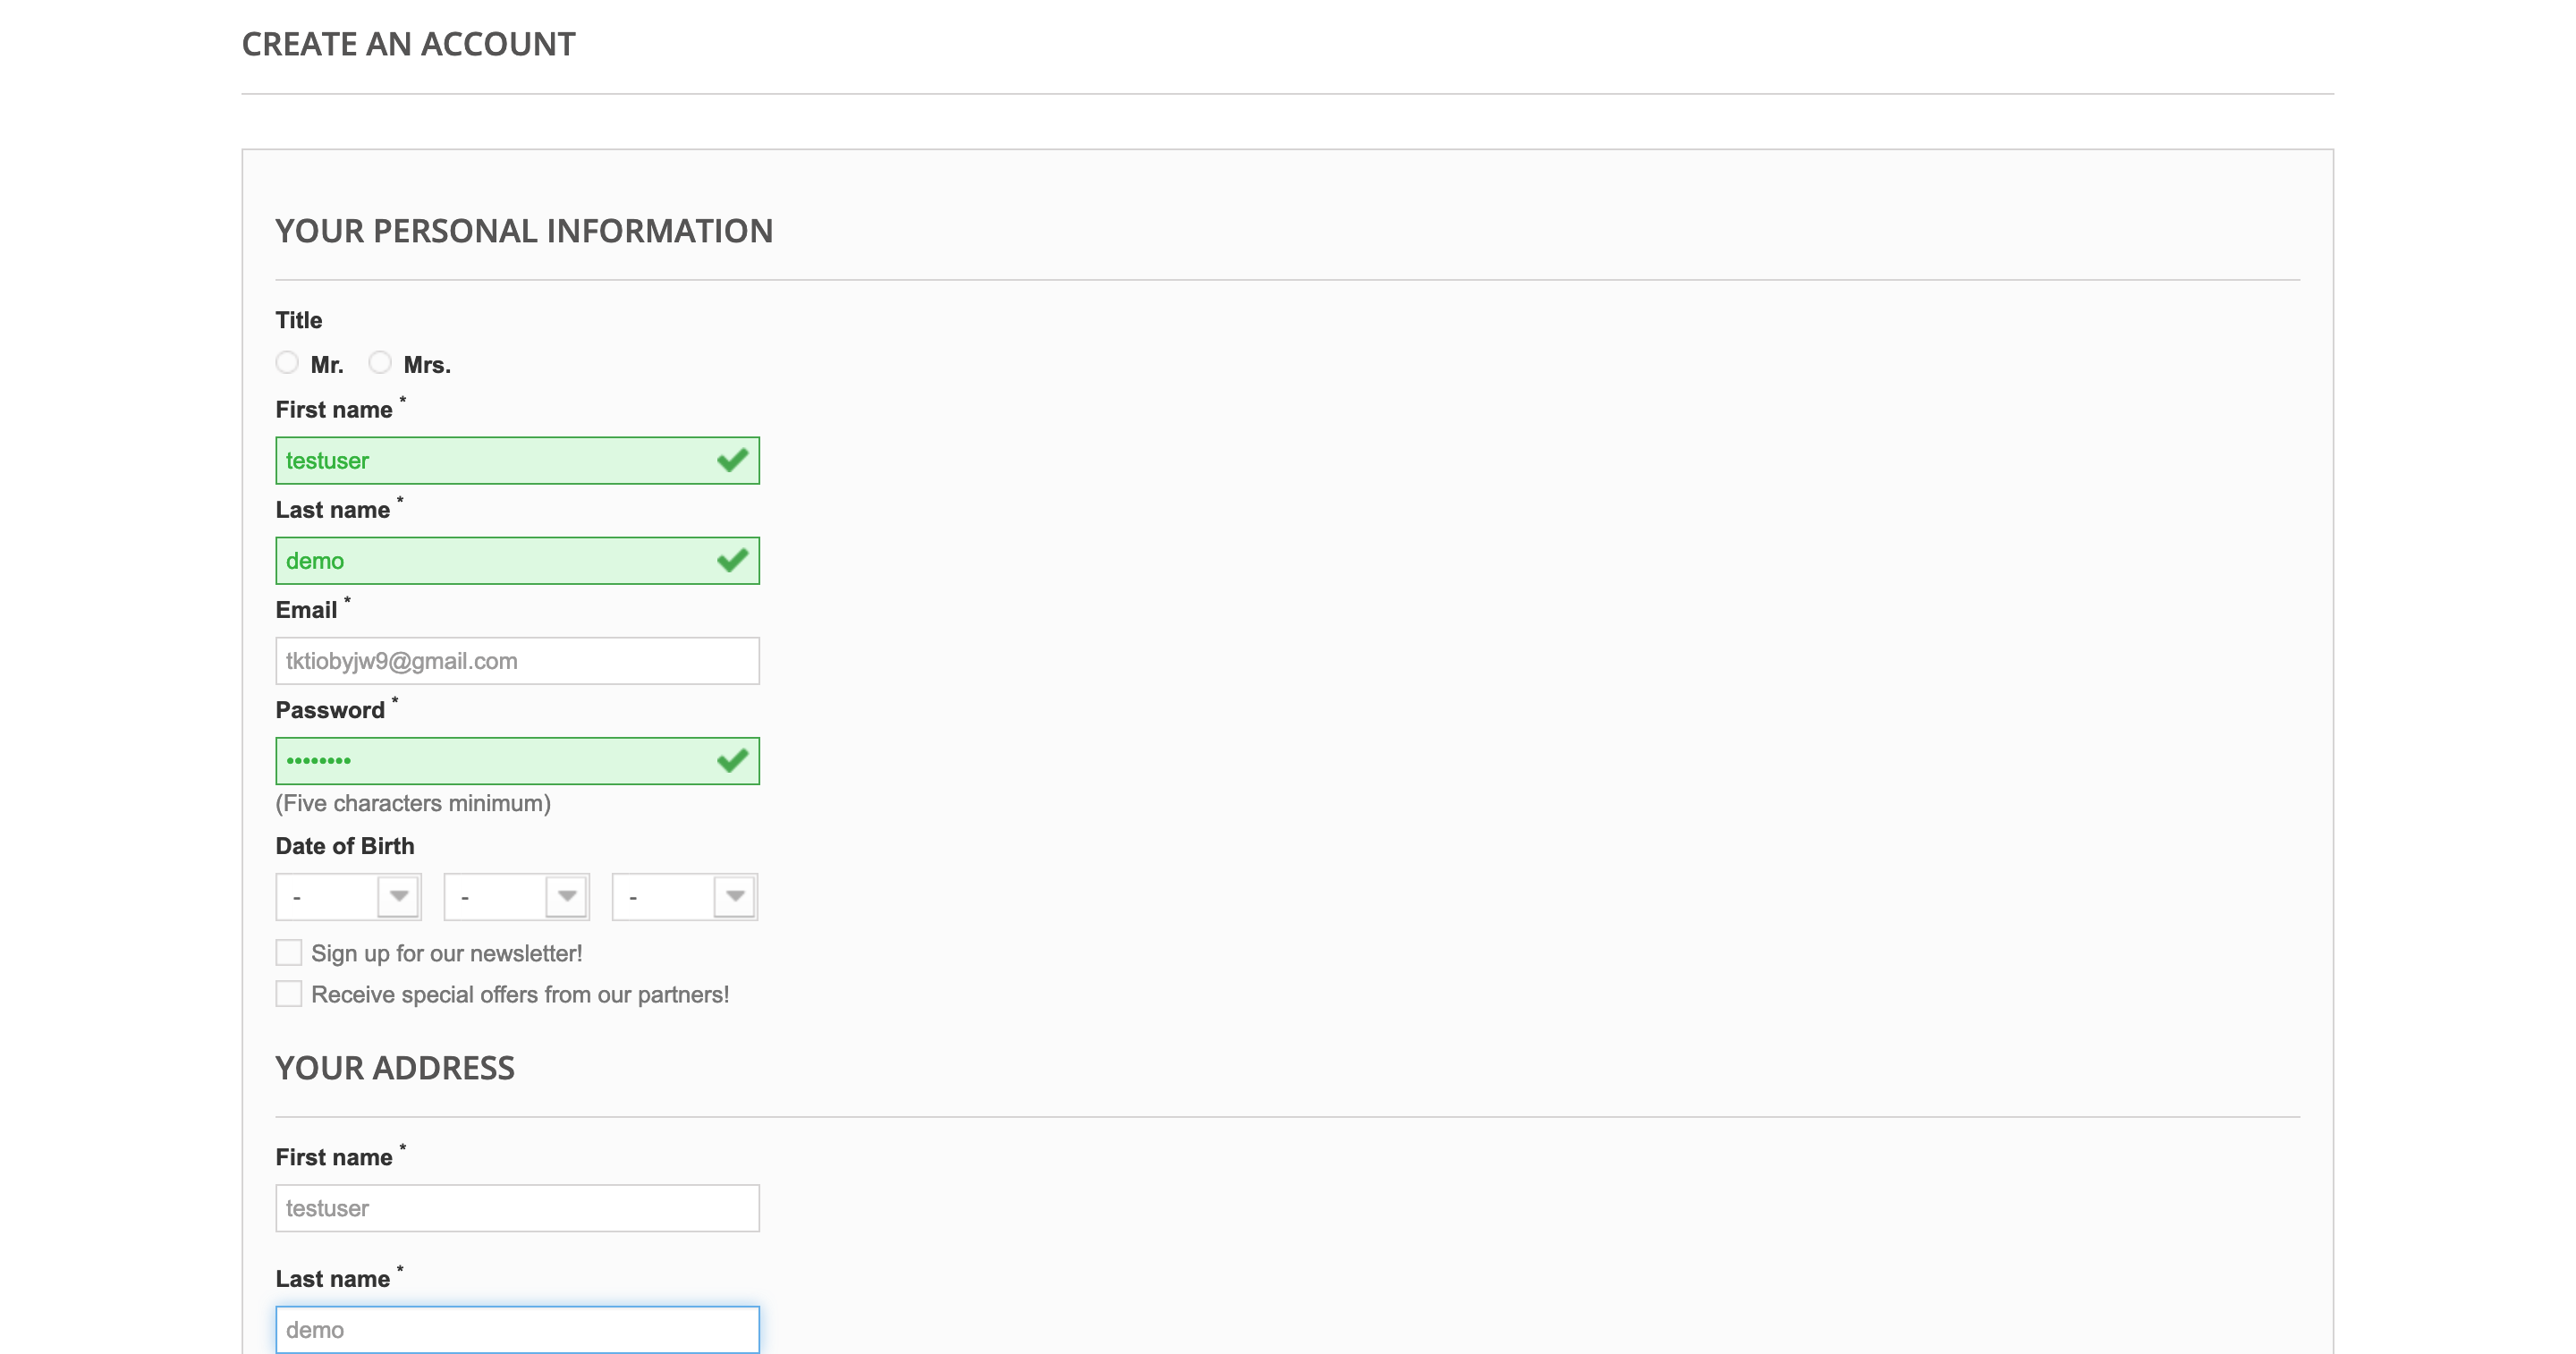 CREATE AN ACCOUNT
YOUR PERSONAL INFORMATION
Title
Mr. Mrs.
First name *
testuser
Last name *
demo
Email *
tktiobyjw9@gmail.com
Password *
••••••••
(Five characters minimum)
Date of Birth
- - -
Sign up for our newsletter!
Receive special offers from our partners!
YOUR ADDRESS
First name *
testuser
Last name *
demo